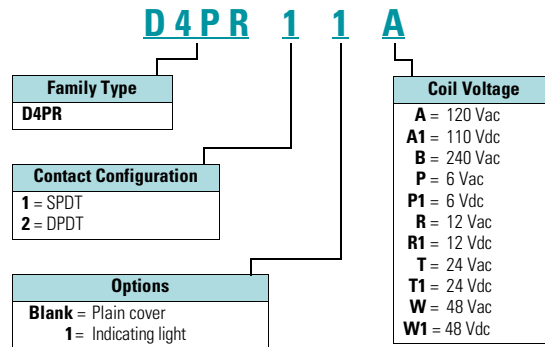 D4PR 1 1 A
Family Type
D4PR
Contact Configuration
1 = SPDT
2 = DPDT
Options
Blank = Plain cover
1 = Indicating light
Coil Voltage
A = 120 Vac
A1 = 110 Vdc
B = 240 Vac
P = 6 Vac
P1 = 6 Vdc
R = 12 Vac
R1 = 12 Vdc
T = 24 Vac
T1 = 24 Vdc
W = 48 Vac
W1 = 48 Vdc